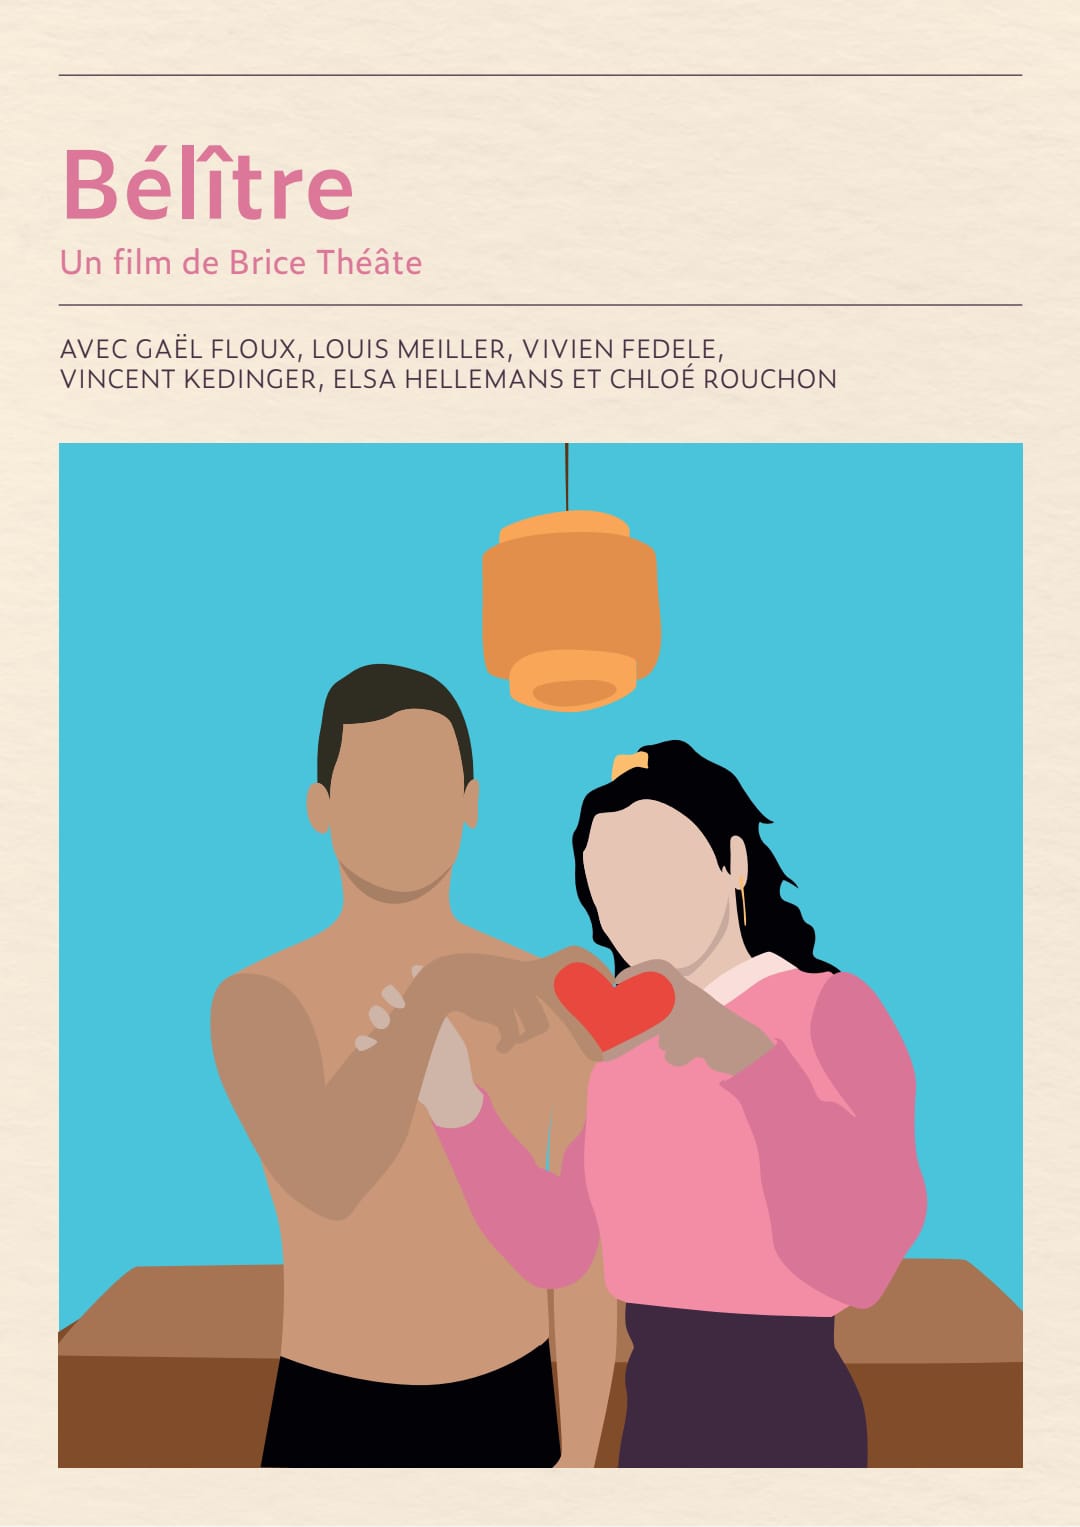 Bélître
Un film de Brice Théâte
AVEC GAËL FLOUX, LOUIS MEILLER, VIVIEN FEDELE,
VINCENT KEDINGER, ELSA HELLEMANS ET CHLOÉ ROUCHON